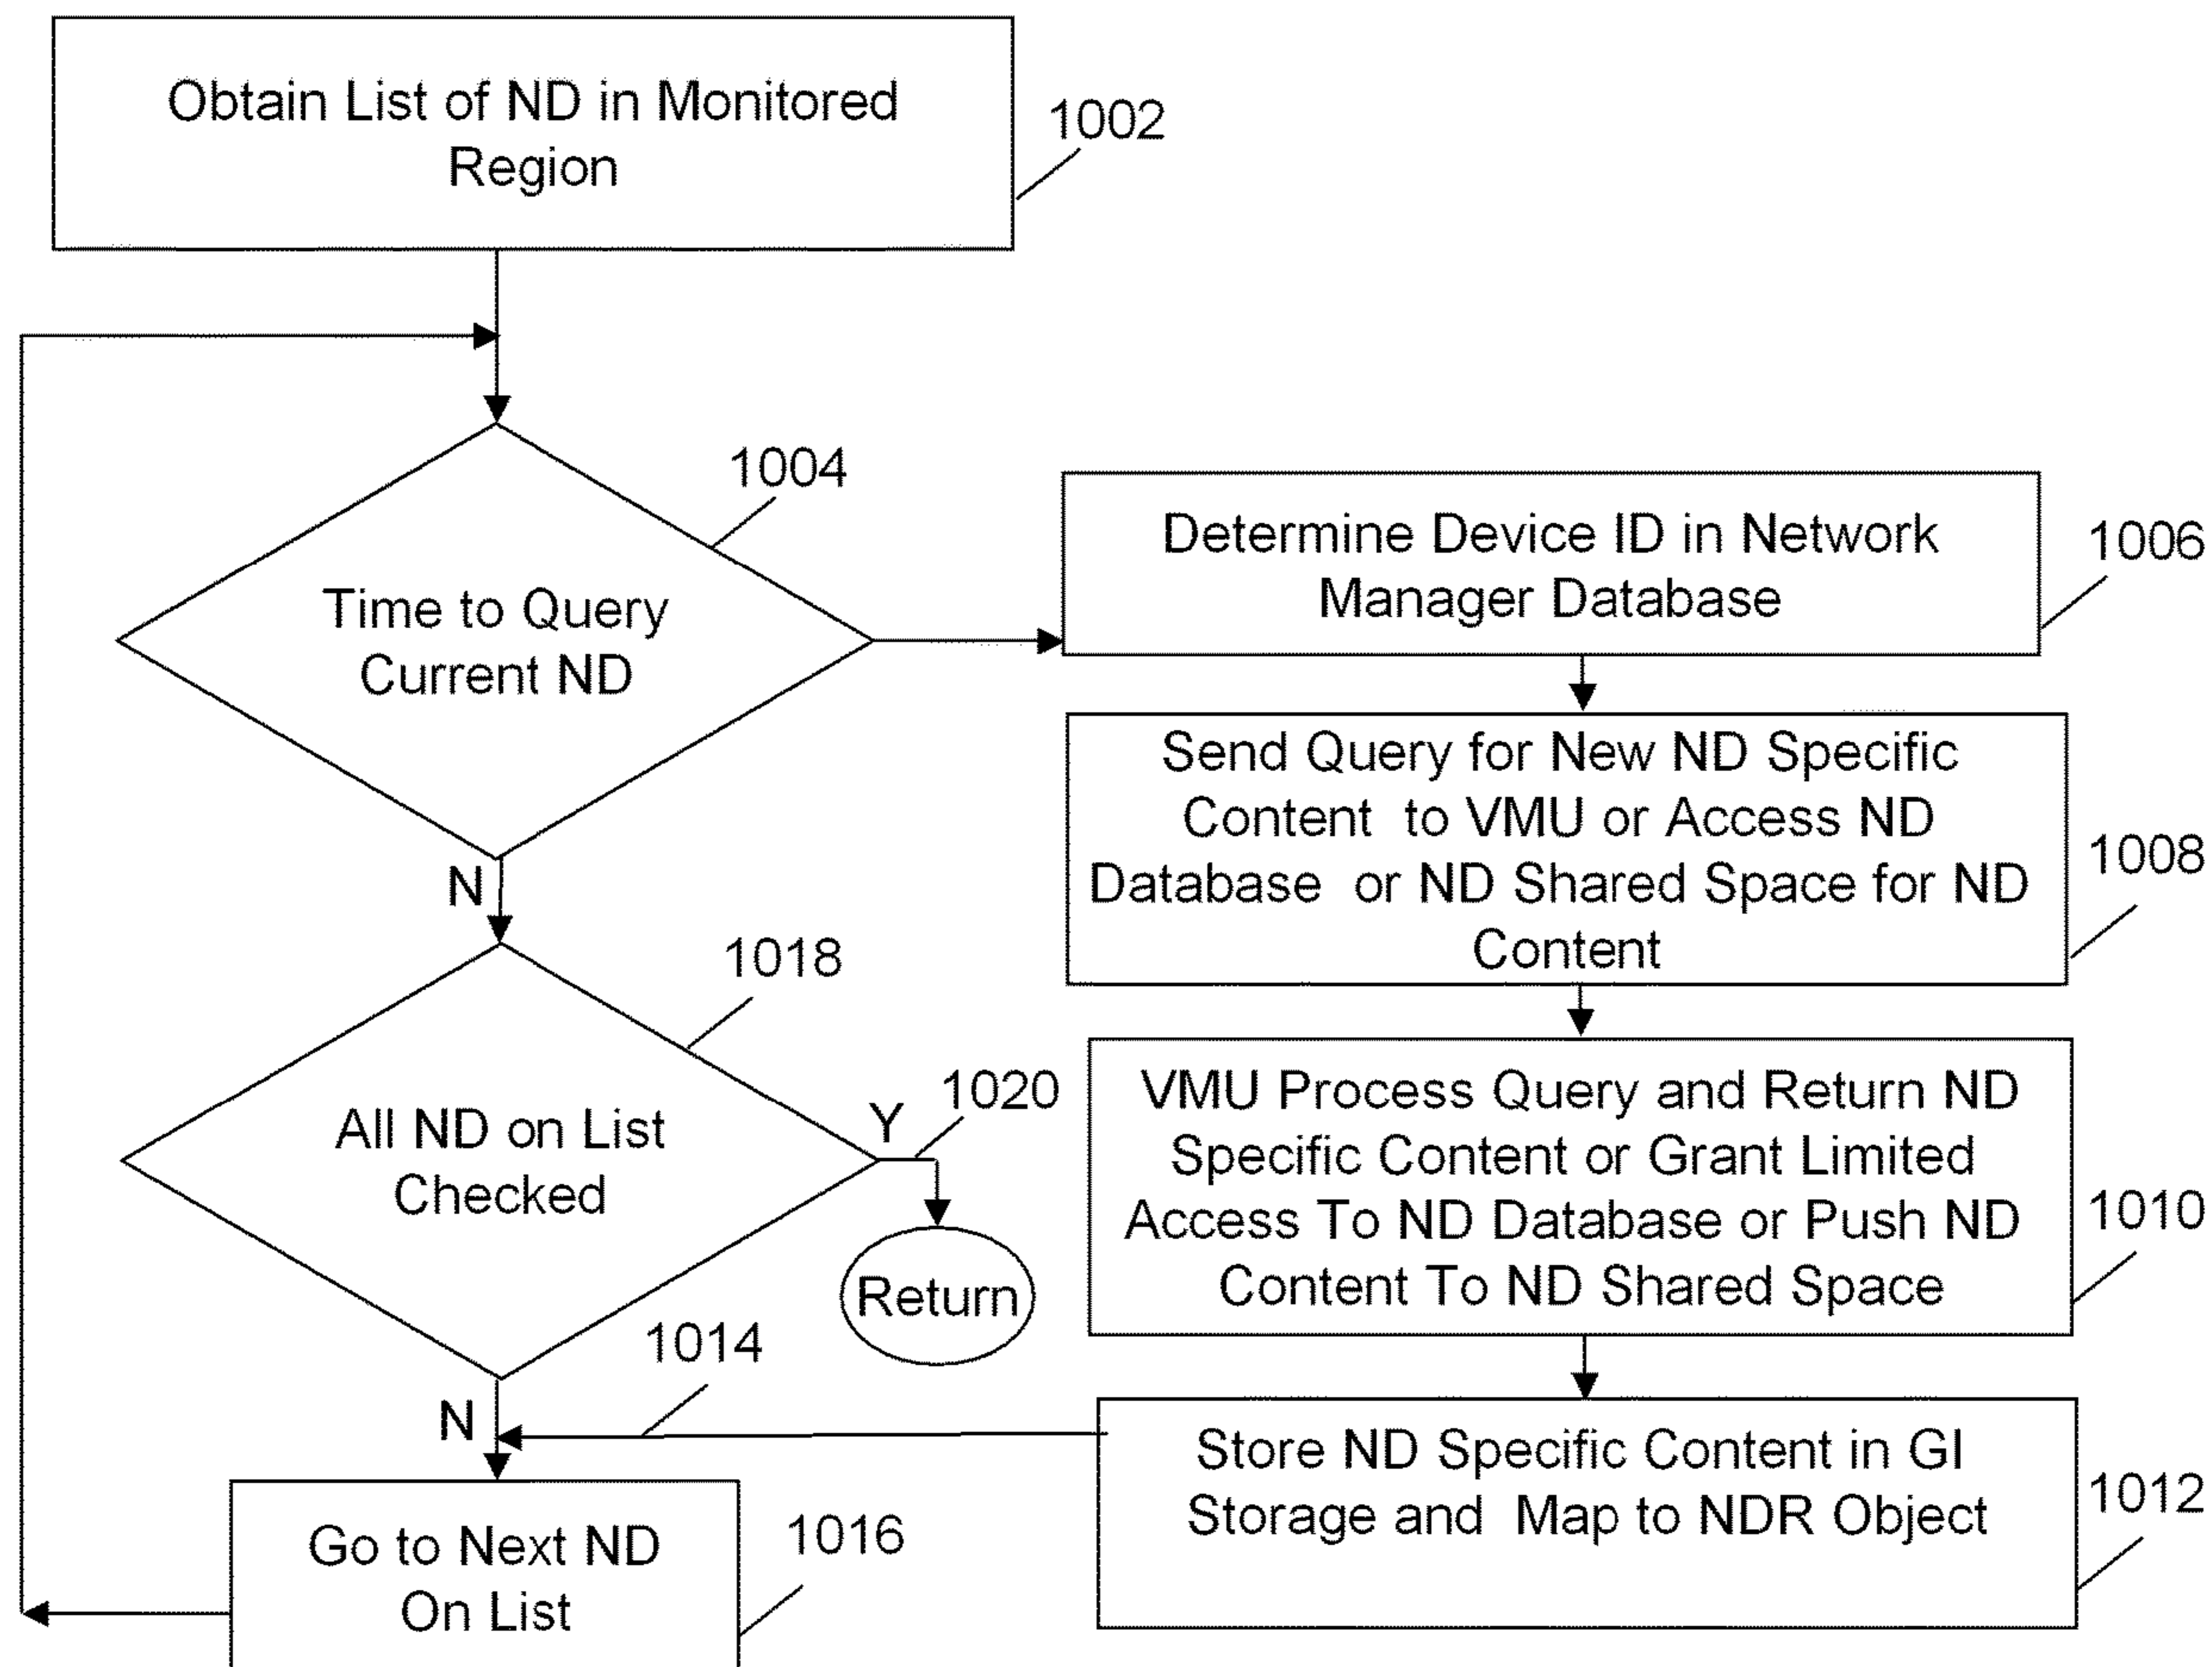 Obtain List of ND in Monitored
Region
1002
1004
Time to Query
Current ND
N
Determine Device ID in Network
Manager Database
1006
Send Query for New ND Specific
Content to VMU or Access ND
Database or ND Shared Space for ND
Content
1008
1018
All ND on List
Checked
Y
1020
Return
N
VMU Process Query and Return ND
Specific Content or Grant Limited
Access To ND Database or Push ND
Content To ND Shared Space
1010
1014
Store ND Specific Content in GI
Storage and Map to NDR Object
1012
Go to Next ND
On List
1016